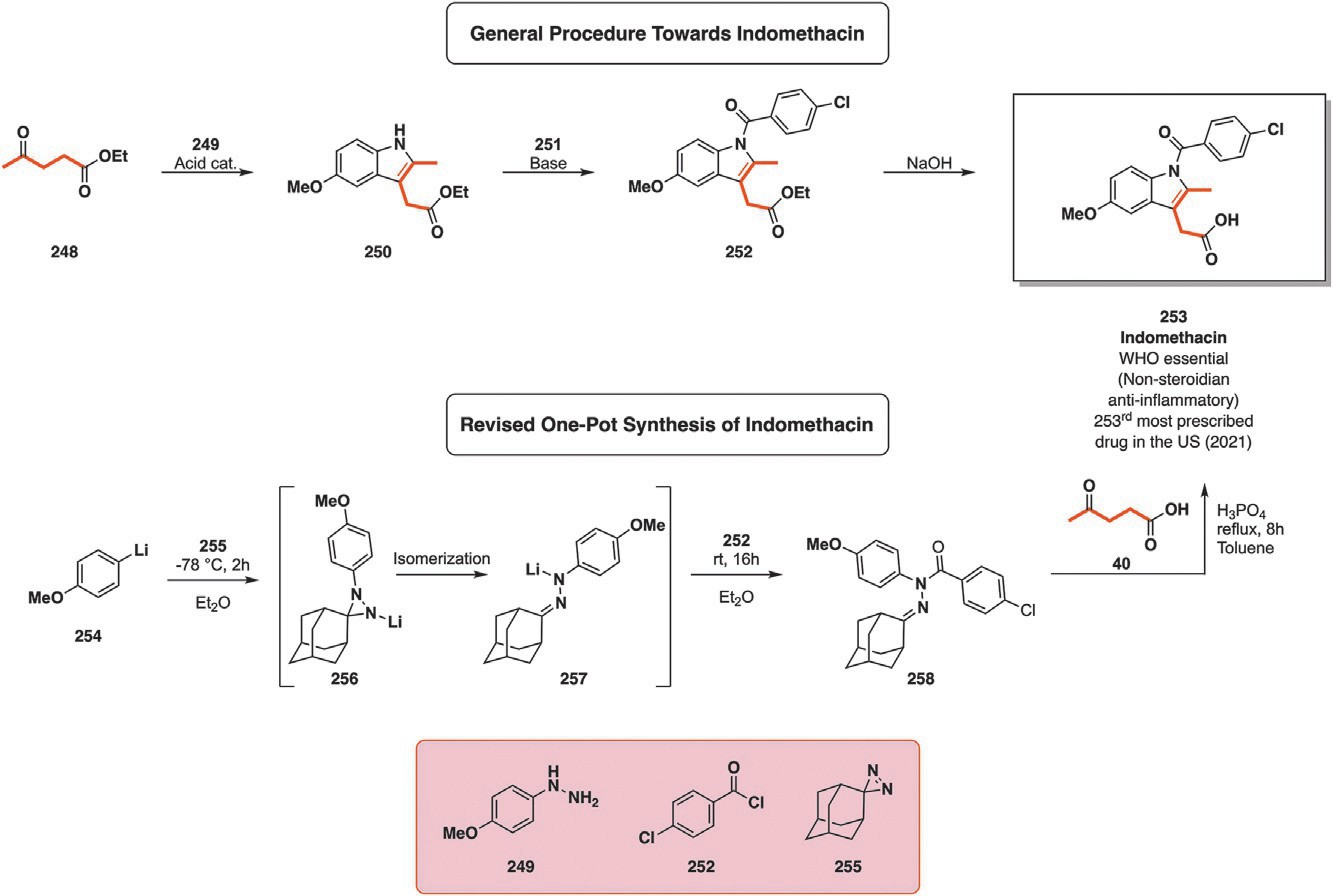 General Procedure Towards Indomethacin
O
OEt
O
248
249
Acid cat.
H
N
MeO
OEt
O
250
251
Base
O
Cl
N
MeO
OEt
O
252
NaOH
O
Cl
N
MeO
OH
O
253
Indomethacin
WHO essential
(Non-steroidian
anti-inflammatory)
253rd most prescribed
drug in the US (2021)
Revised One-Pot Synthesis of Indomethacin
Li
MeO
254
255
-78 °C, 2h
Et2O
MeO
N
N
Li
256
Isomerization
OMe
Li
N
N
257
252
rt, 16h
Et2O
MeO
O
N
N
Cl
258
O
OH
O
40
H3PO4
reflux, 8h
Toluene
H
N
NH2
MeO
249
O
Cl
Cl
252
N
N
255